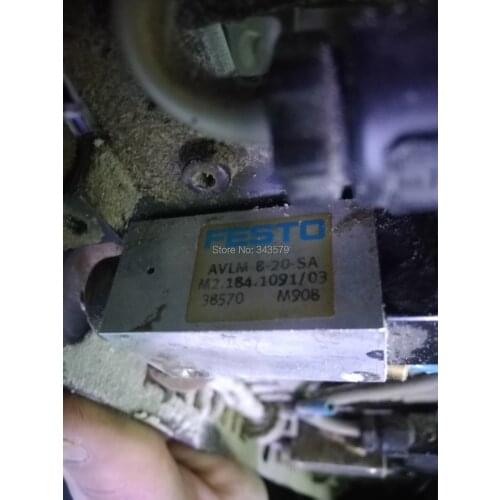 FESTO
Store No: 343579
AVLM-8-20-SA
M2.184.1091/03
38570 M908